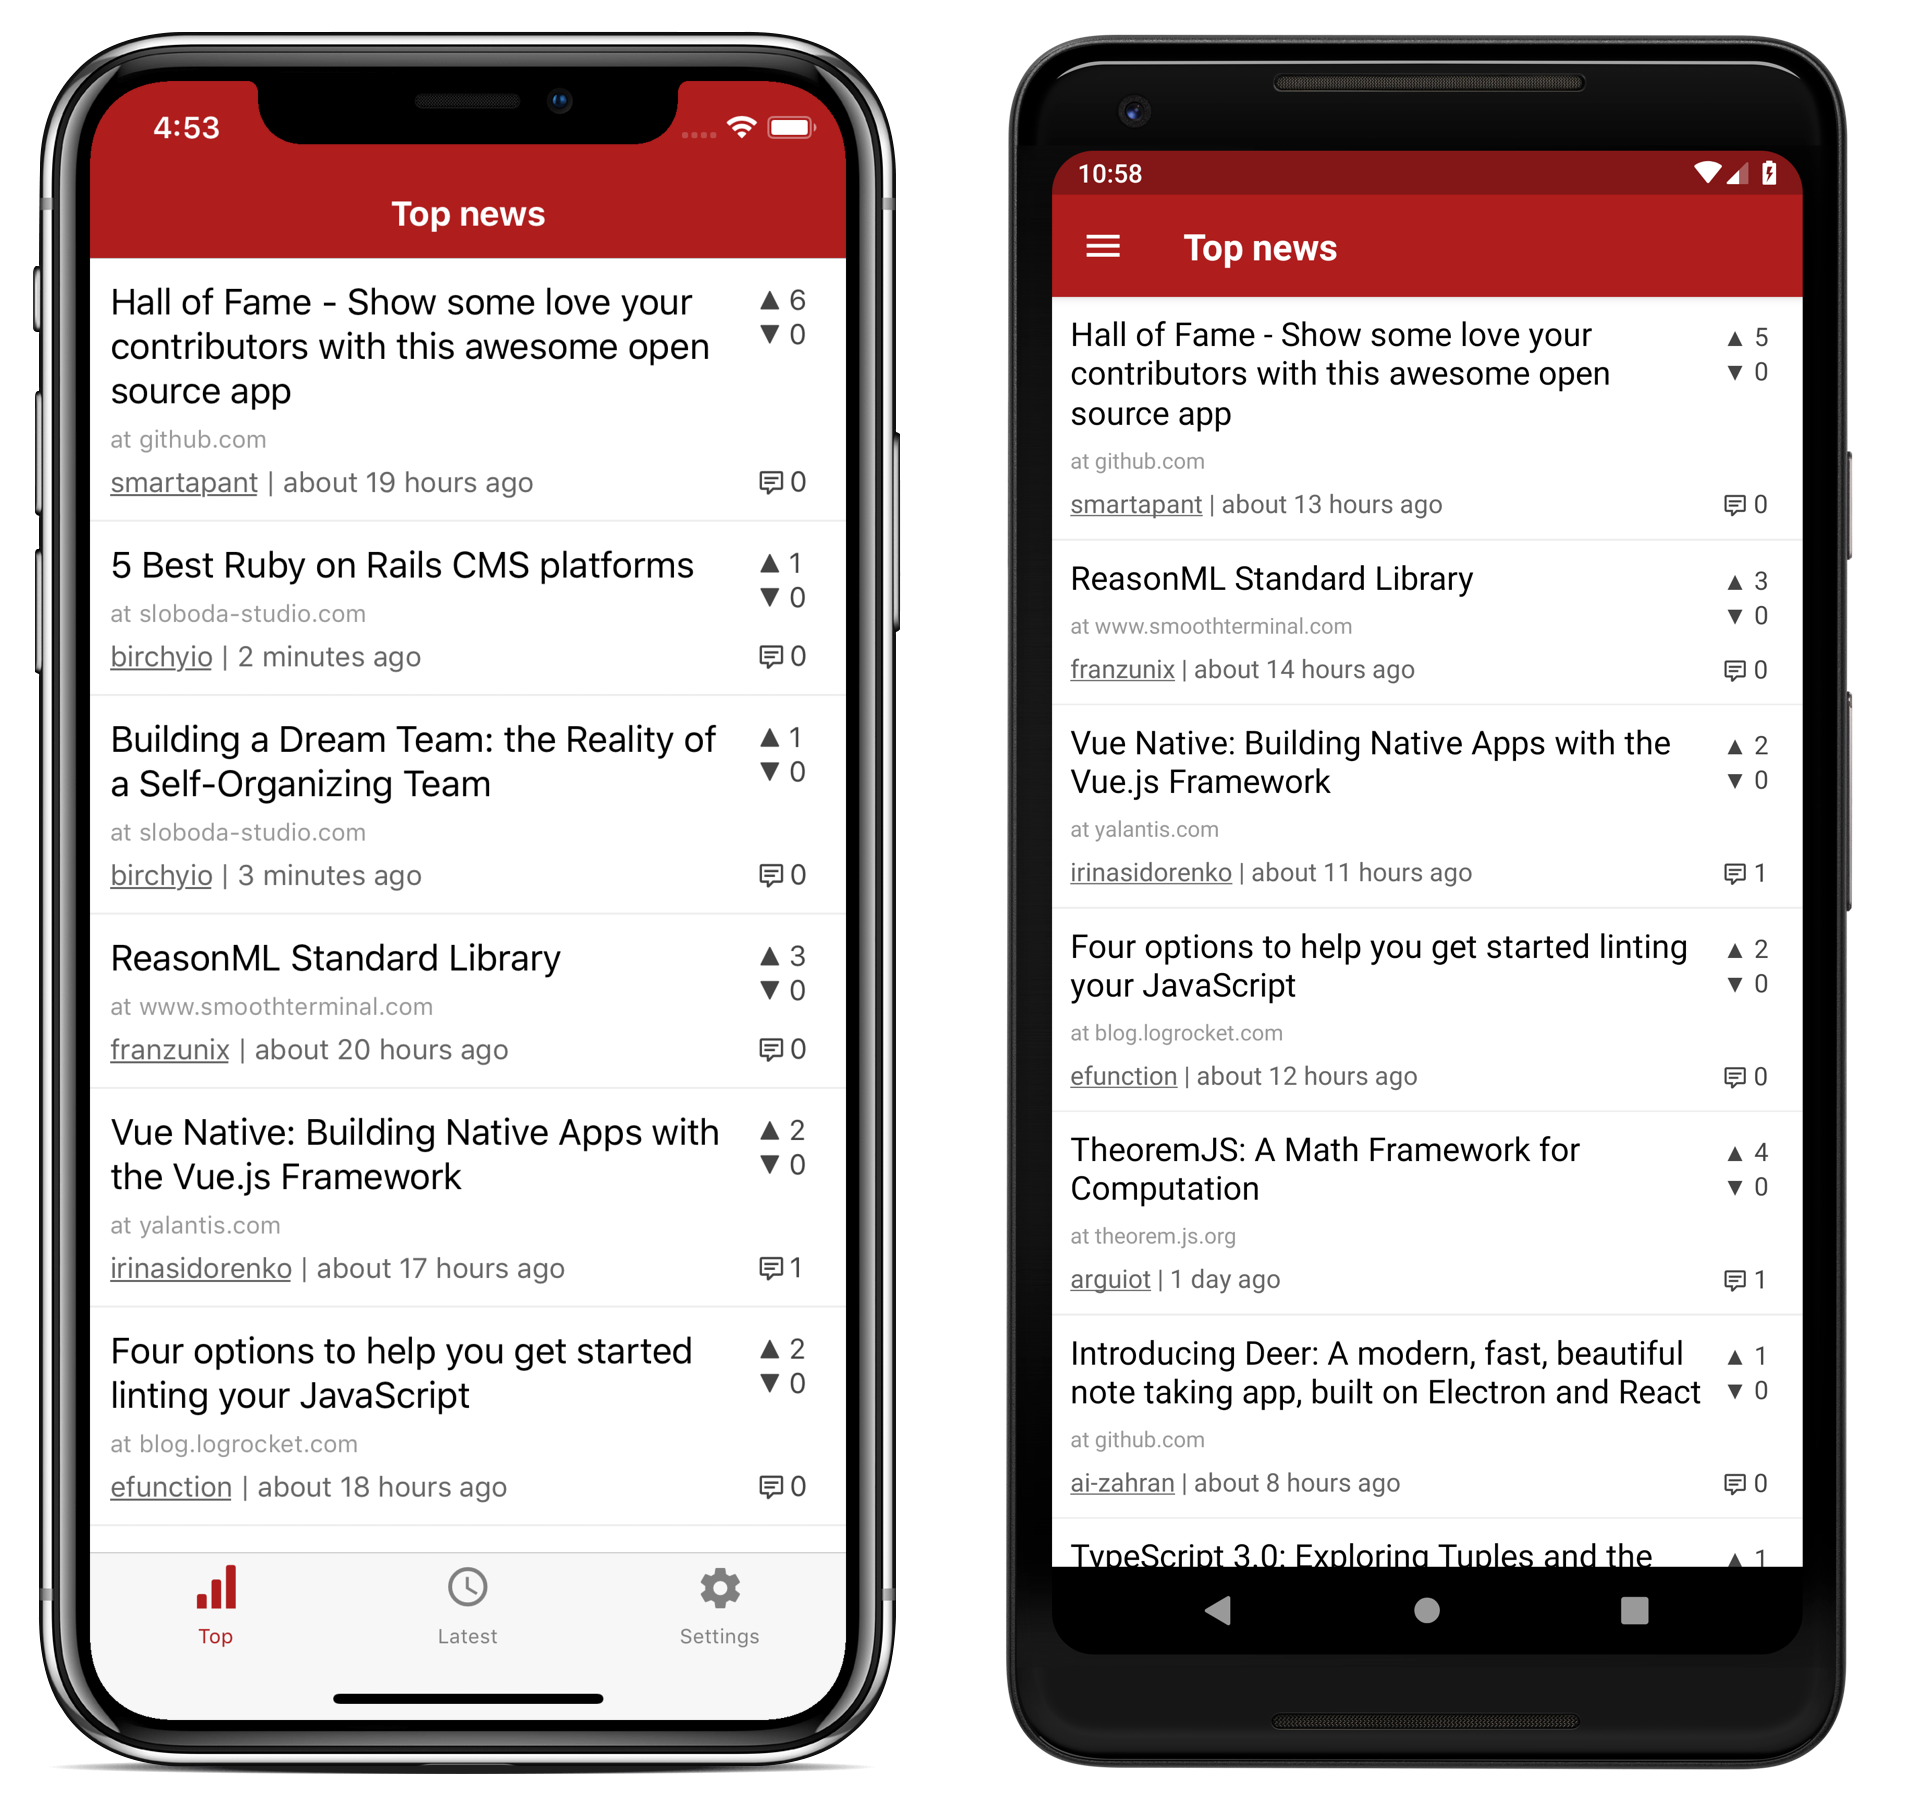 4:53
Top news
Hall of Fame - Show some love your
contributors with this awesome open
source app
▲ 6
▼ 0
at github.com
smartapant | about 19 hours ago
0
5 Best Ruby on Rails CMS platforms
▲ 1
▼ 0
at sloboda-studio.com
birchyio | 2 minutes ago
0
Building a Dream Team: the Reality of
a Self-Organizing Team
▲ 1
▼ 0
at sloboda-studio.com
birchyio | 3 minutes ago
0
ReasonML Standard Library
▲ 3
▼ 0
at www.smoothterminal.com
franzunix | about 20 hours ago
0
Vue Native: Building Native Apps with
the Vue.js Framework
▲ 2
▼ 0
at yalantis.com
irinasidorenko | about 17 hours ago
1
Four options to help you get started
linting your JavaScript
▲ 2
▼ 0
at blog.logrocket.com
efunction | about 18 hours ago
0
Top
Latest
Settings
10:58
Top news
Hall of Fame - Show some love your
contributors with this awesome open
source app
▲ 5
▼ 0
at github.com
smartapant | about 13 hours ago
0
ReasonML Standard Library
▲ 3
▼ 0
at www.smoothterminal.com
franzunix | about 14 hours ago
0
Vue Native: Building Native Apps with the
Vue.js Framework
▲ 2
▼ 0
at yalantis.com
irinasidorenko | about 11 hours ago
1
Four options to help you get started linting
your JavaScript
▲ 2
▼ 0
at blog.logrocket.com
efunction | about 12 hours ago
0
TheoremJS: A Math Framework for
Computation
▲ 4
▼ 0
at theorem.js.org
arguiot | 1 day ago
1
Introducing Deer: A modern, fast, beautiful
note taking app, built on Electron and React
▲ 1
▼ 0
at github.com
ai-zahran | about 8 hours ago
0
TypeScript 3.0: Exploring Tuples and the
▲ 1